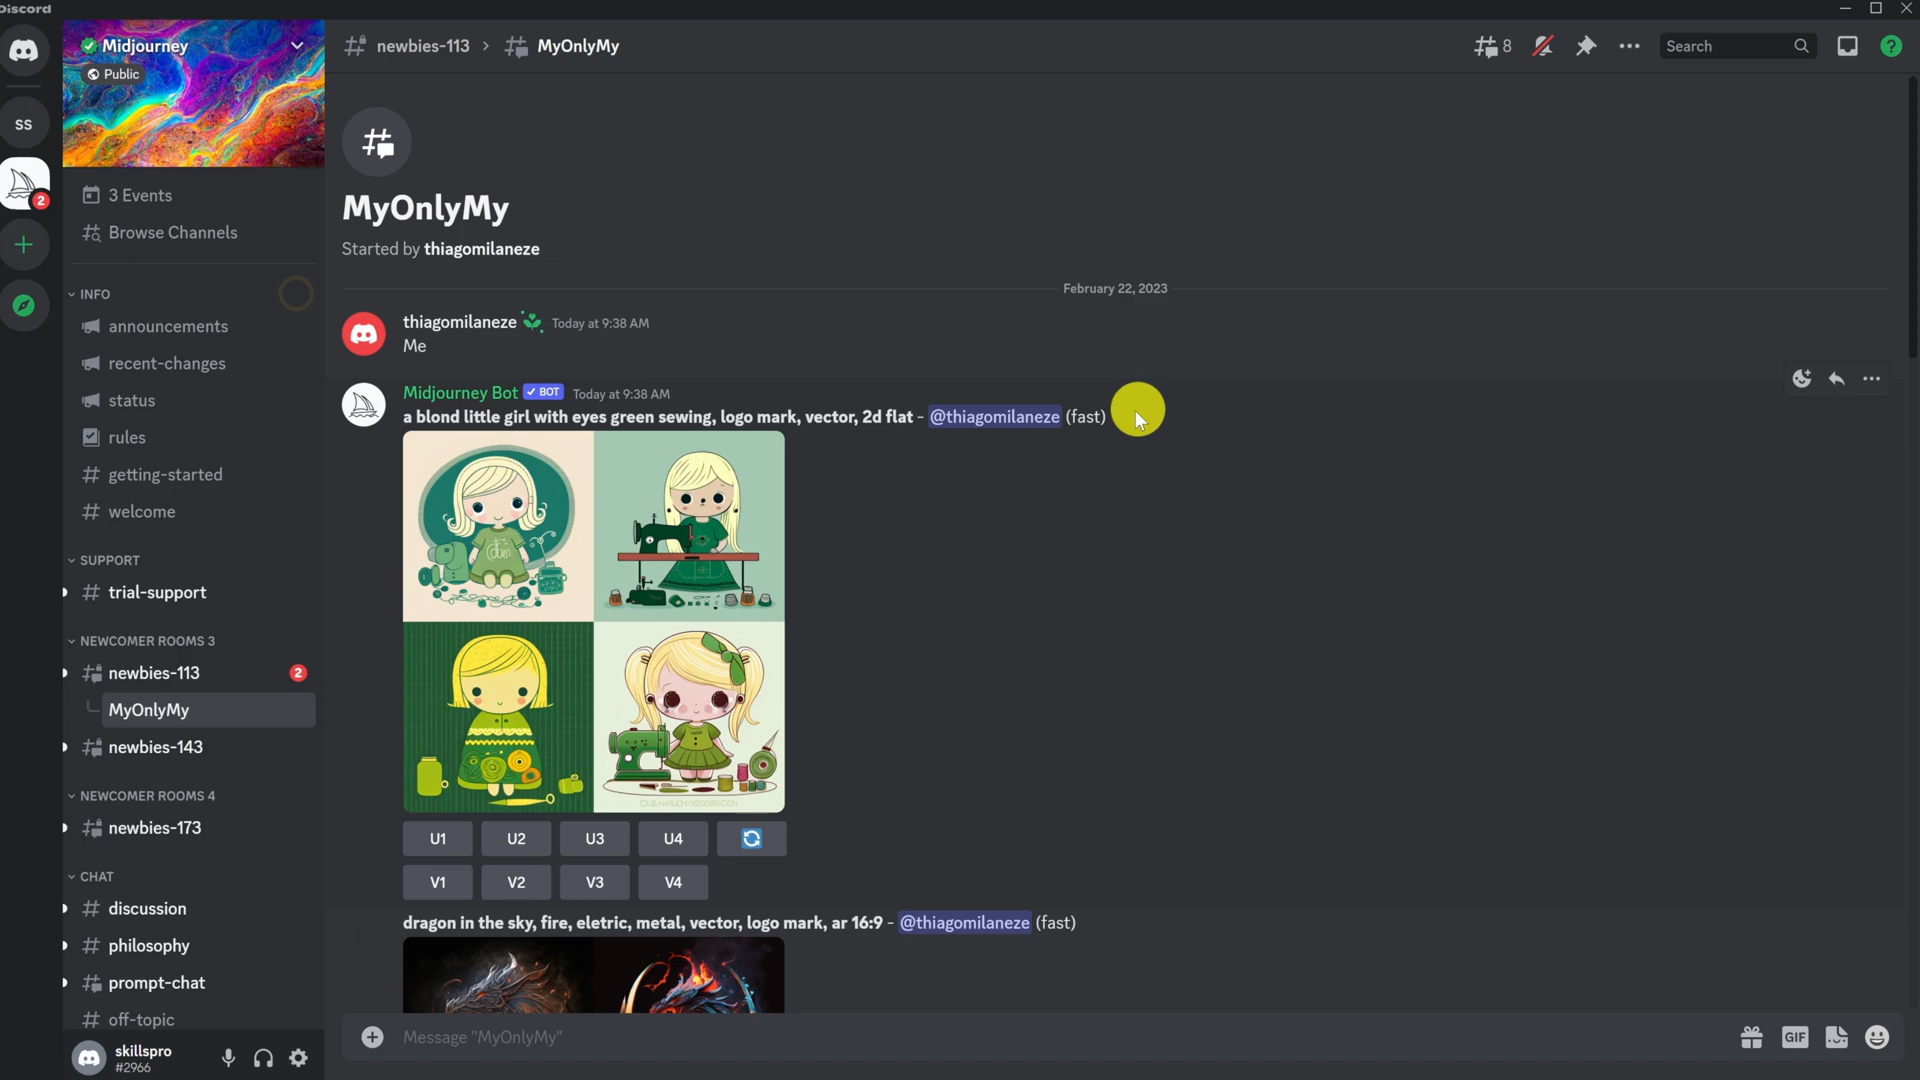 Discord
Midjourney
Public
SS
2
3 Events
Browse Channels
INFO
announcements
recent-changes
status
rules
getting-started
welcome
SUPPORT
trial-support
NEWCOMER ROOMS 3
newbies-113
2
MyOnlyMy
newbies-143
NEWCOMER ROOMS 4
newbies-173
CHAT
discussion
philosophy
prompt-chat
off-topic
skillspro
#2966
newbies-113 › MyOnlyMy
8
Search
MyOnlyMy
Started by thiagomilaneze
February 22, 2023
thiagomilaneze Today at 9:38 AM
Me
Midjourney Bot BOT Today at 9:38 AM
a blond little girl with eyes green sewing, logo mark, vector, 2d flat - @thiagomilaneze (fast)
U1 U2 U3 U4
V1 V2 V3 V4
dragon in the sky, fire, eletric, metal, vector, logo mark, ar 16:9 - @thiagomilaneze (fast)
Message "MyOnlyMy"
GIF